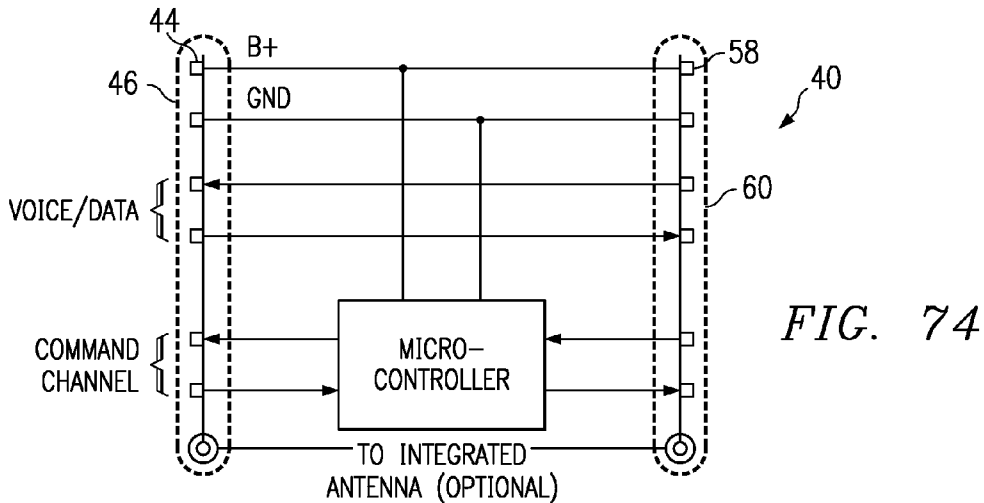 44
B+
58
46
GND
40
VOICE/DATA
60
FIG. 74
COMMAND
CHANNEL
MICRO-
CONTROLLER
TO INTEGRATED
ANTENNA (OPTIONAL)